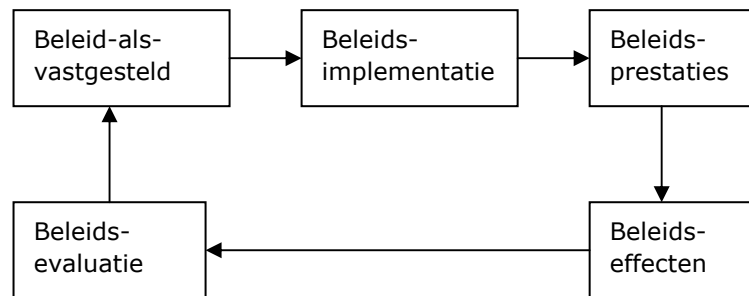 Beleid-als-
vastgesteld
Beleids-
implementatie
Beleids-
prestaties
Beleids-
evaluatie
Beleids-
effecten